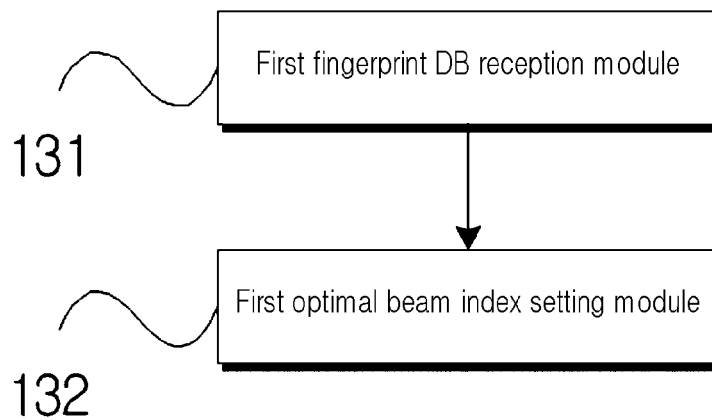 First fingerprint DB reception module
131
First optimal beam index setting module
132